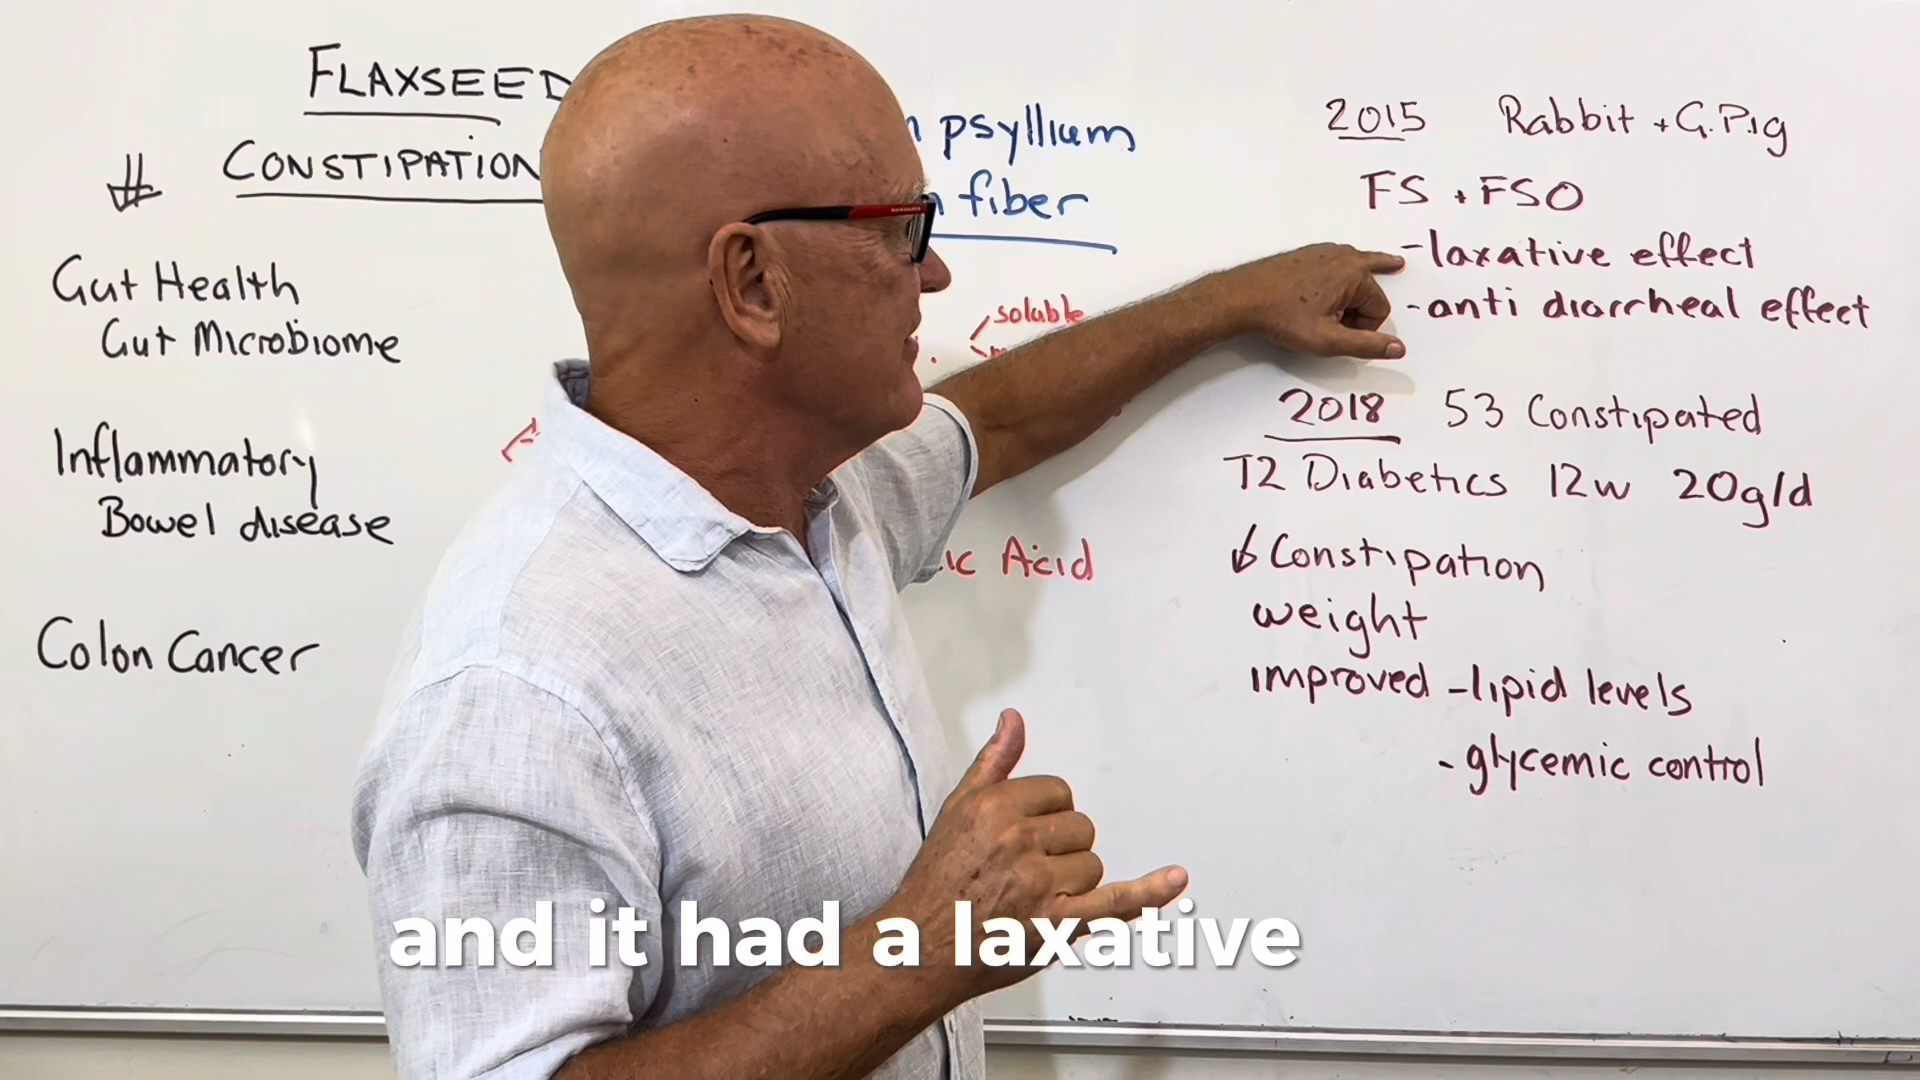 FLAXSEED
# CONSTIPATION
Gut Health
Gut Microbiome
Inflammatory
Bowel disease
Colon Cancer
psyllium
fiber
soluble
Acid
2015 Rabbit + G.Pig
FS + FSO
-laxative effect
-anti diarrheal effect
2018 53 Constipated
T2 Diabetics 12w 20g/d
↓ Constipation
weight
improved -lipid levels
- glycemic control
and it had a laxative